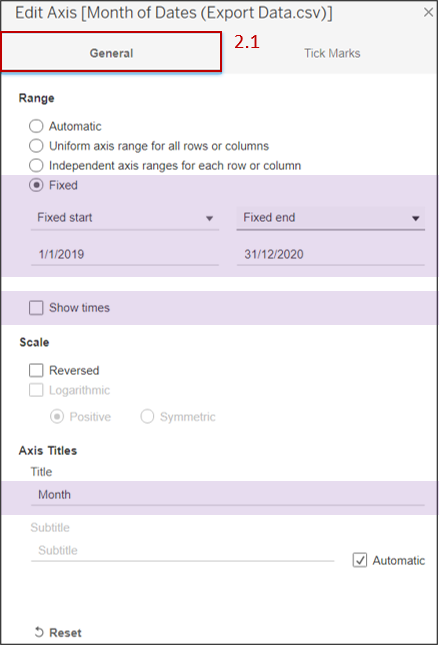 Edit Axis [Month of Dates (Export Data.csv)]
General
2.1
Tick Marks
Range
Automatic
Uniform axis range for all rows or columns
Independent axis ranges for each row or column
Fixed
Fixed start
Fixed end
1/1/2019
31/12/2020
Show times
Scale
Reversed
Logarithmic
Positive
Symmetric
Axis Titles
Title
Month
Subtitle
Subtitle
Automatic
Reset